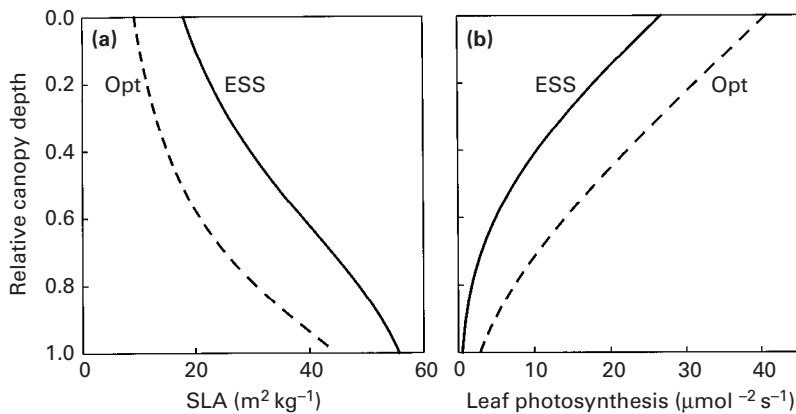 (a)
(b)
Opt
ESS
ESS
Opt
Relative canopy depth
0.0
0.2
0.4
0.6
0.8
1.0
0 20 40 60
0 10 20 30 40
SLA (m² kg⁻¹)
Leaf photosynthesis (μmol ⁻² s⁻¹)